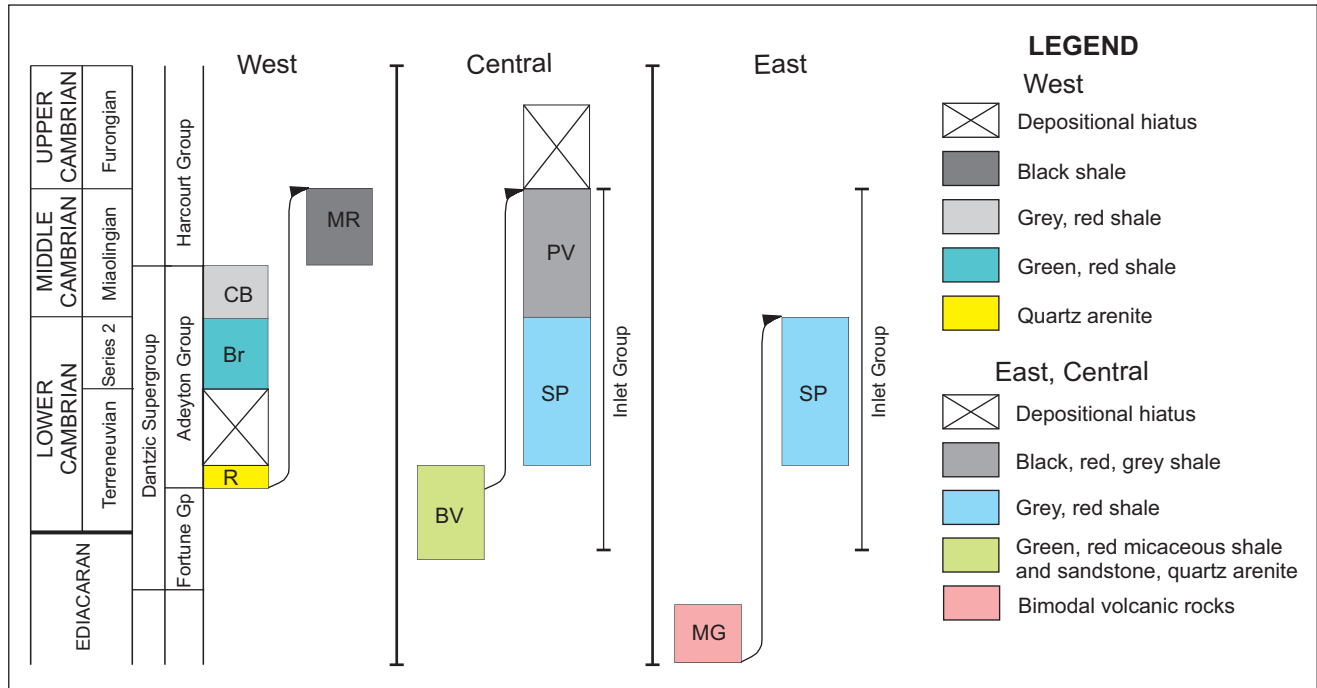 West
Central
East
UPPER
CAMBRIAN
Furongian
MIDDLE
CAMBRIAN
Miaolingian
LOWER
CAMBRIAN
Series 2
Terreneuvian
EDIACARAN
Dantzic Supergroup
Harcourt Group
Adeyton Group
Fortune Gp
MR
CB
Br
R
PV
SP
BV
Inlet Group
SP
MG
Inlet Group
LEGEND
West
Depositional hiatus
Black shale
Grey, red shale
Green, red shale
Quartz arenite
East, Central
Depositional hiatus
Black, red, grey shale
Grey, red shale
Green, red micaceous shale
and sandstone, quartz arenite
Bimodal volcanic rocks